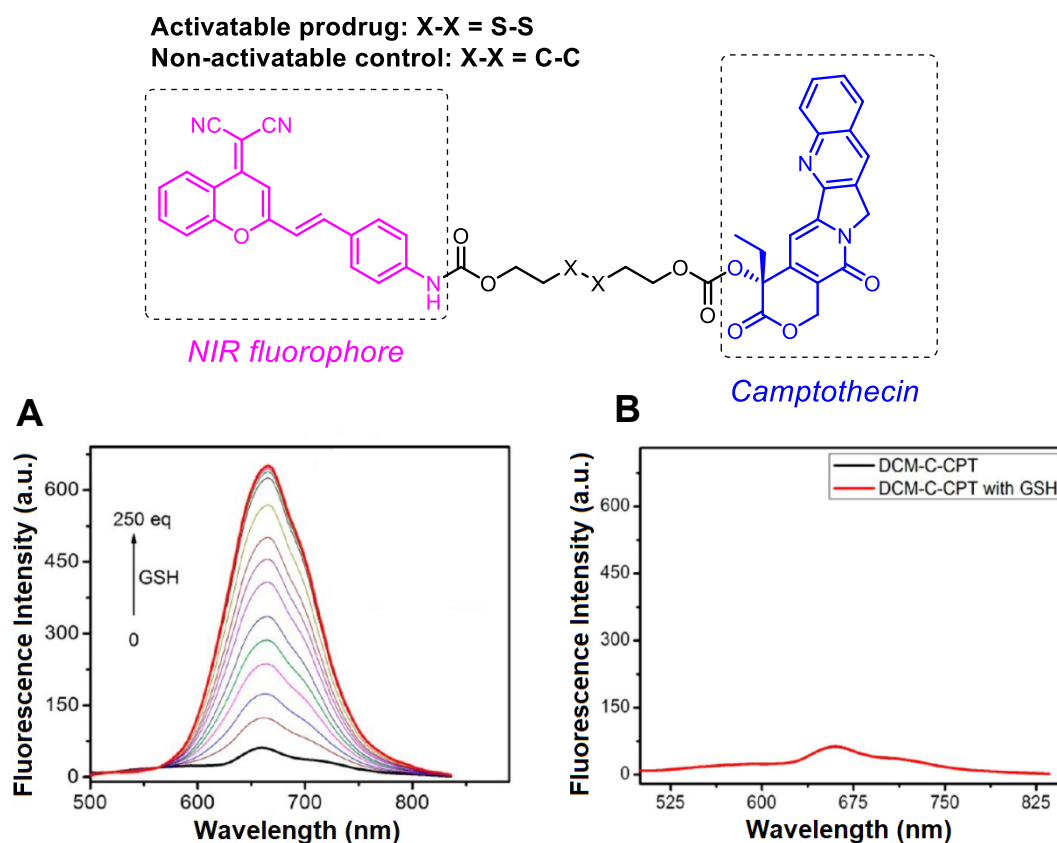 Activatable prodrug: X-X = S-S
Non-activatable control: X-X = C-C
NC CN
O
N
H
O
O
X
X
O
O
O
N
N
O
O
O
NIR fluorophore
Camptothecin
A
B
Fluorescence Intensity (a.u.)
600
450
300
150
0
250 eq
GSH
0
500 600 700 800
Wavelength (nm)
Fluorescence Intensity (a.u.)
600
450
300
150
0
DCM-C-CPT
DCM-C-CPT with GSH
525 600 675 750 825
Wavelength (nm)